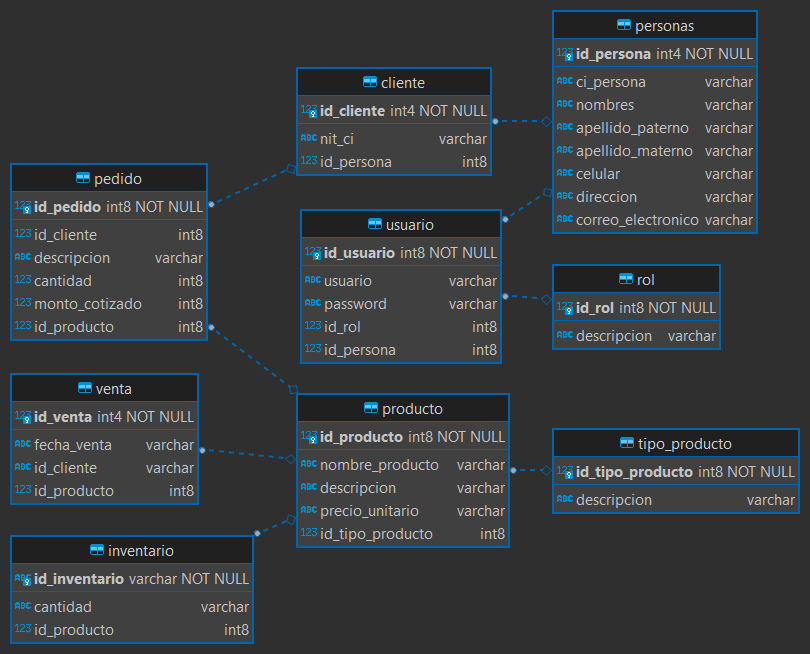 personas
123 id_persona int4 NOT NULL
ABC ci_persona varchar
ABC nombres varchar
ABC apellido_paterno varchar
ABC apellido_materno varchar
ABC celular varchar
ABC direccion varchar
ABC correo_electronico varchar
cliente
123 id_cliente int4 NOT NULL
ABC nit_ci varchar
123 id_persona int8
pedido
123 id_pedido int8 NOT NULL
123 id_cliente int8
ABC descripcion varchar
123 cantidad int8
123 monto_cotizado int8
123 id_producto int8
usuario
123 id_usuario int8 NOT NULL
ABC usuario varchar
ABC password varchar
123 id_rol int8
123 id_persona int8
rol
123 id_rol int8 NOT NULL
ABC descripcion varchar
venta
123 id_venta int4 NOT NULL
ABC fecha_venta varchar
ABC id_cliente varchar
123 id_producto int8
producto
123 id_producto int8 NOT NULL
ABC nombre_producto varchar
ABC descripcion varchar
ABC precio_unitario varchar
123 id_tipo_producto int8
tipo_producto
123 id_tipo_producto int8 NOT NULL
ABC descripcion varchar
inventario
ABC id_inventario varchar NOT NULL
ABC cantidad varchar
123 id_producto int8